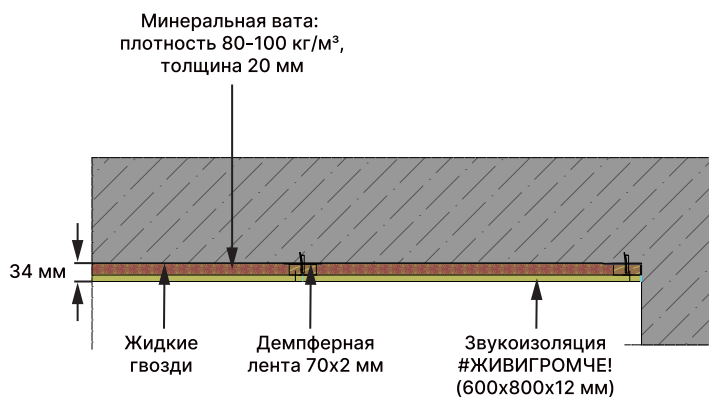 Минеральная вата:
плотность 80-100 кг/м³,
толщина 20 мм
34 мм
Жидкие
гвозди
Демпферная
лента 70х2 мм
Звукоизоляция
#ЖИВИГРОМЧЕ!
(600х800х12 мм)